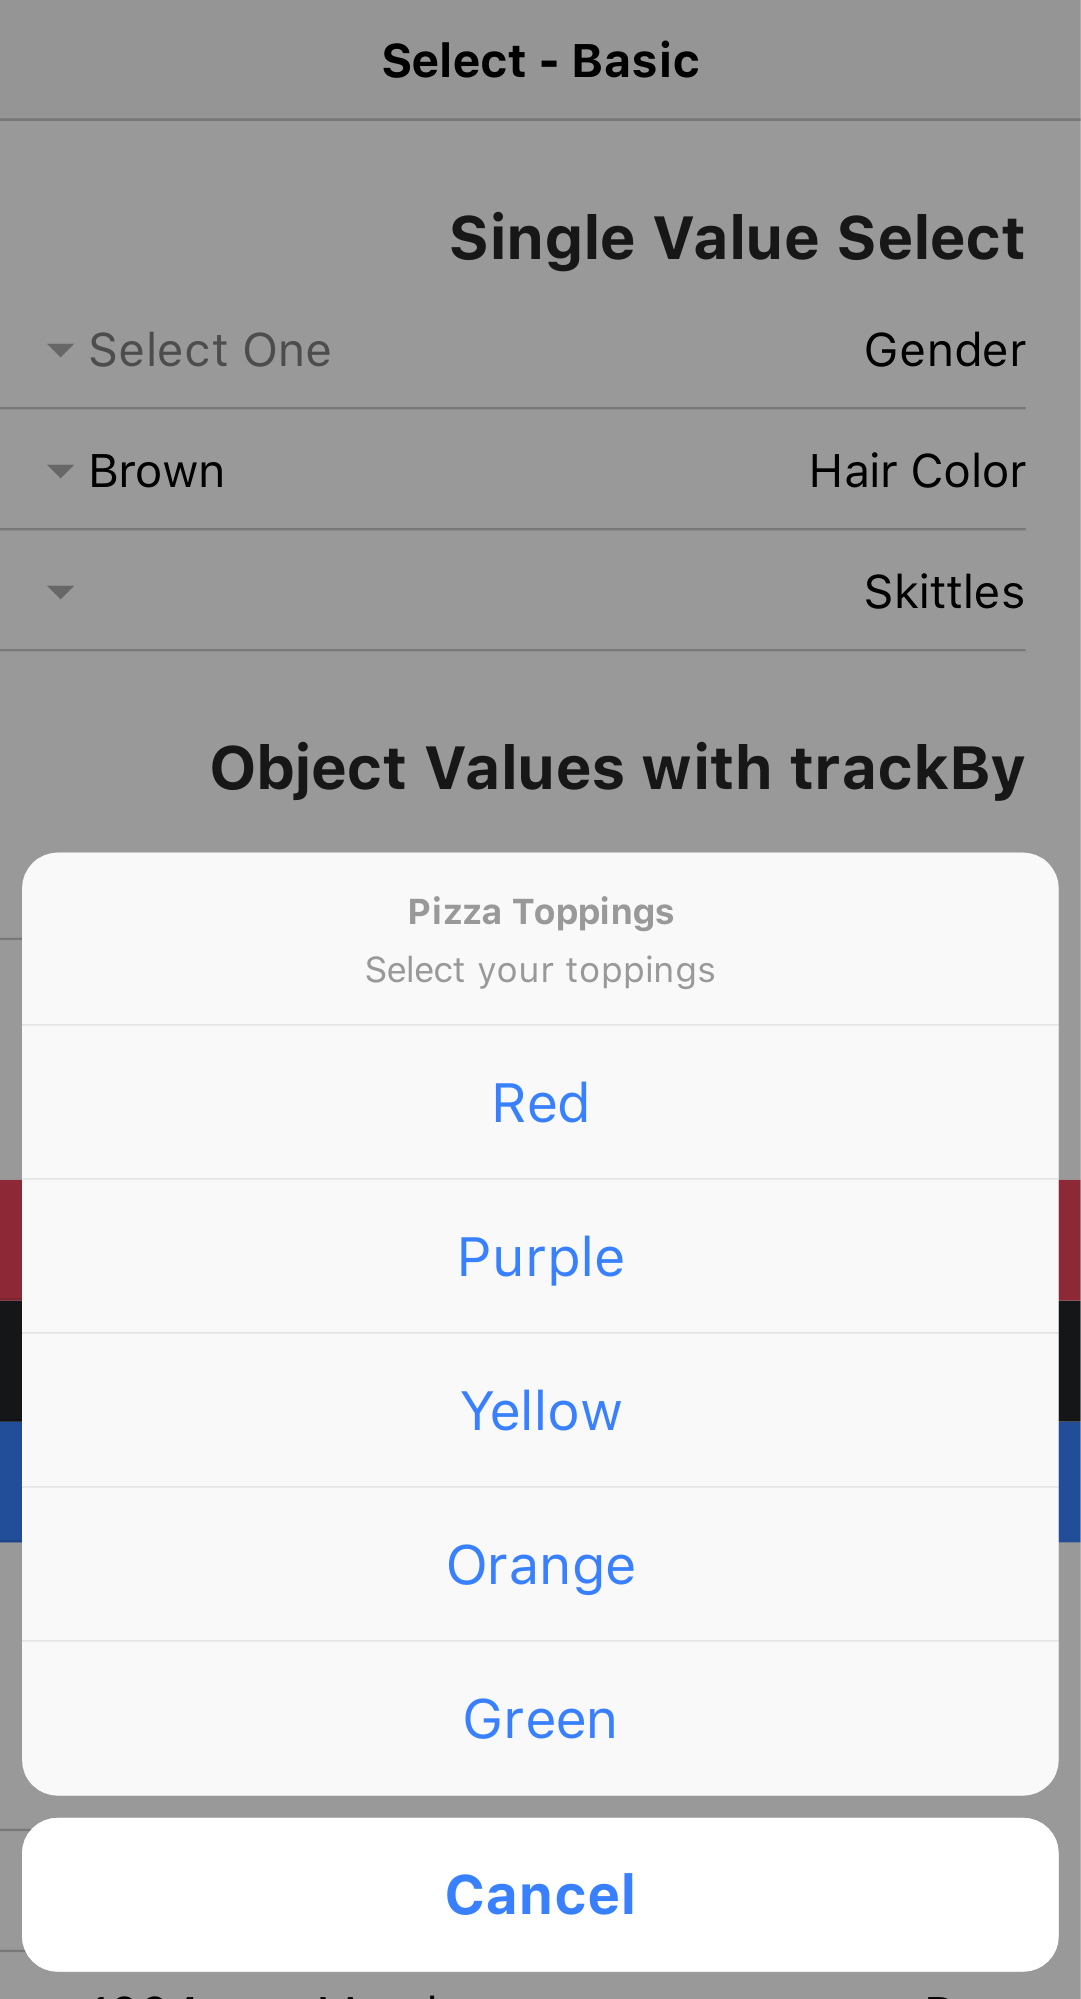 Select - Basic
Single Value Select
Gender Select One
Hair Color Brown
Skittles
Object Values with trackBy
Pizza Toppings
Select your toppings
Red
Purple
Yellow
Orange
Green
Cancel